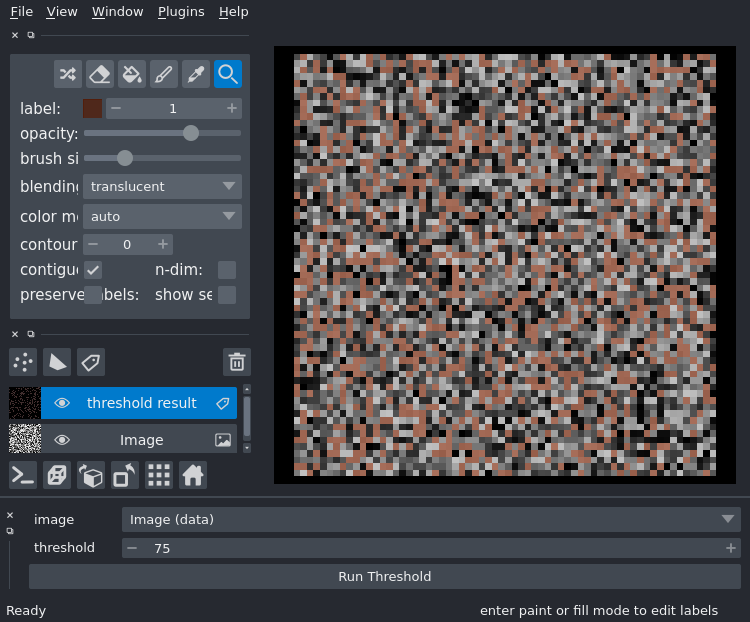 File View Window Plugins Help
label: 1
opacity:
brush si
blending translucent
color m auto
contour 0
contigu n-dim:
preserve abels: show se
threshold result
Image
image Image (data)
threshold 75
Run Threshold
Ready enter paint or fill mode to edit labels